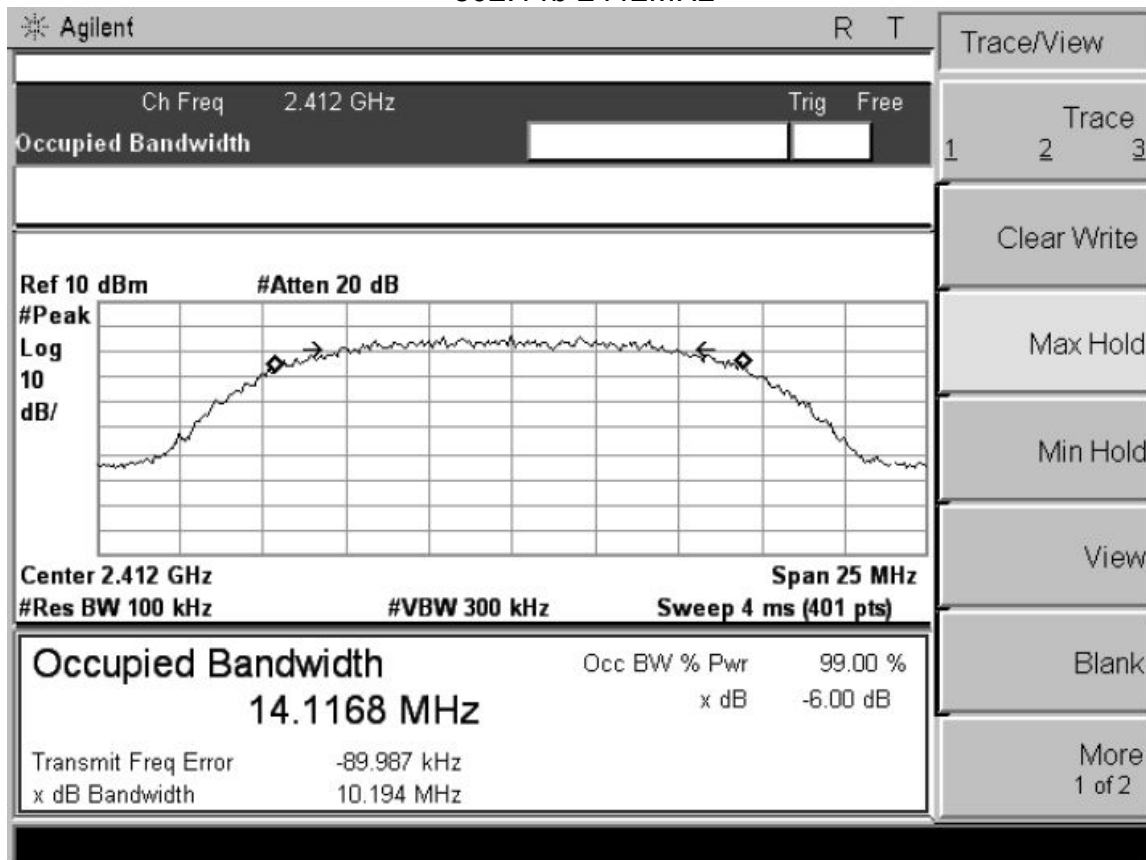 Agilent R T
Trace/View
Ch Freq 2.412 GHz Trig Free
Occupied Bandwidth
Trace
1 2 3
Clear Write
Ref 10 dBm #Atten 20 dB
#Peak
Log
10
dB/
Max Hold
Min Hold
View
Center 2.412 GHz Span 25 MHz
#Res BW 100 kHz #VBW 300 kHz Sweep 4 ms (401 pts)
Occupied Bandwidth
14.1168 MHz
Occ BW % Pwr 99.00 %
x dB -6.00 dB
Transmit Freq Error -89.987 kHz
x dB Bandwidth 10.194 MHz
Blank
More
1 of 2